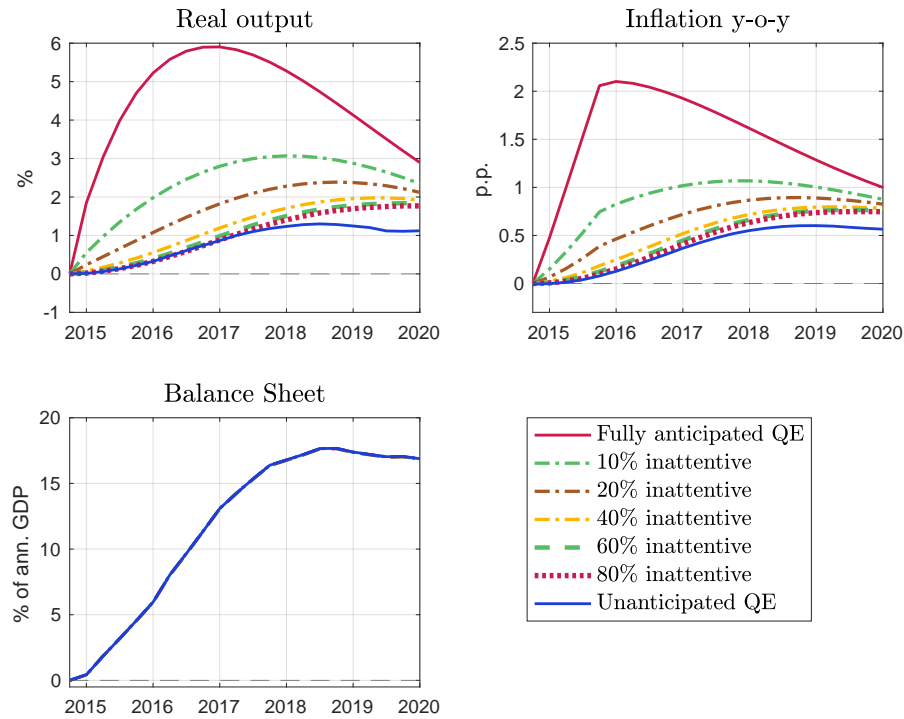 Real output
%
6
5
4
3
2
1
0
-1
2015 2016 2017 2018 2019 2020
Inflation y-o-y
p.p.
2.5
2
1.5
1
0.5
0
2015 2016 2017 2018 2019 2020
Balance Sheet
% of ann. GDP
20
15
10
5
0
2015 2016 2017 2018 2019 2020
Fully anticipated QE
10% inattentive
20% inattentive
40% inattentive
60% inattentive
80% inattentive
Unanticipated QE